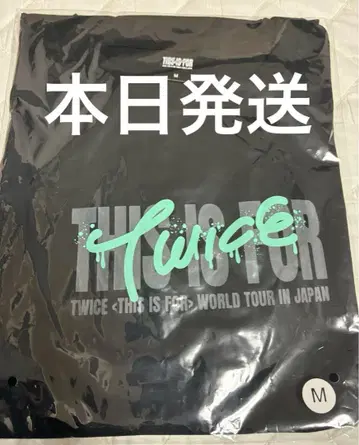 THIS IS FOR
M
本日発送
THIS IS FOR
Twice
TWICE <THIS IS FOR> WORLD TOUR IN JAPAN
M